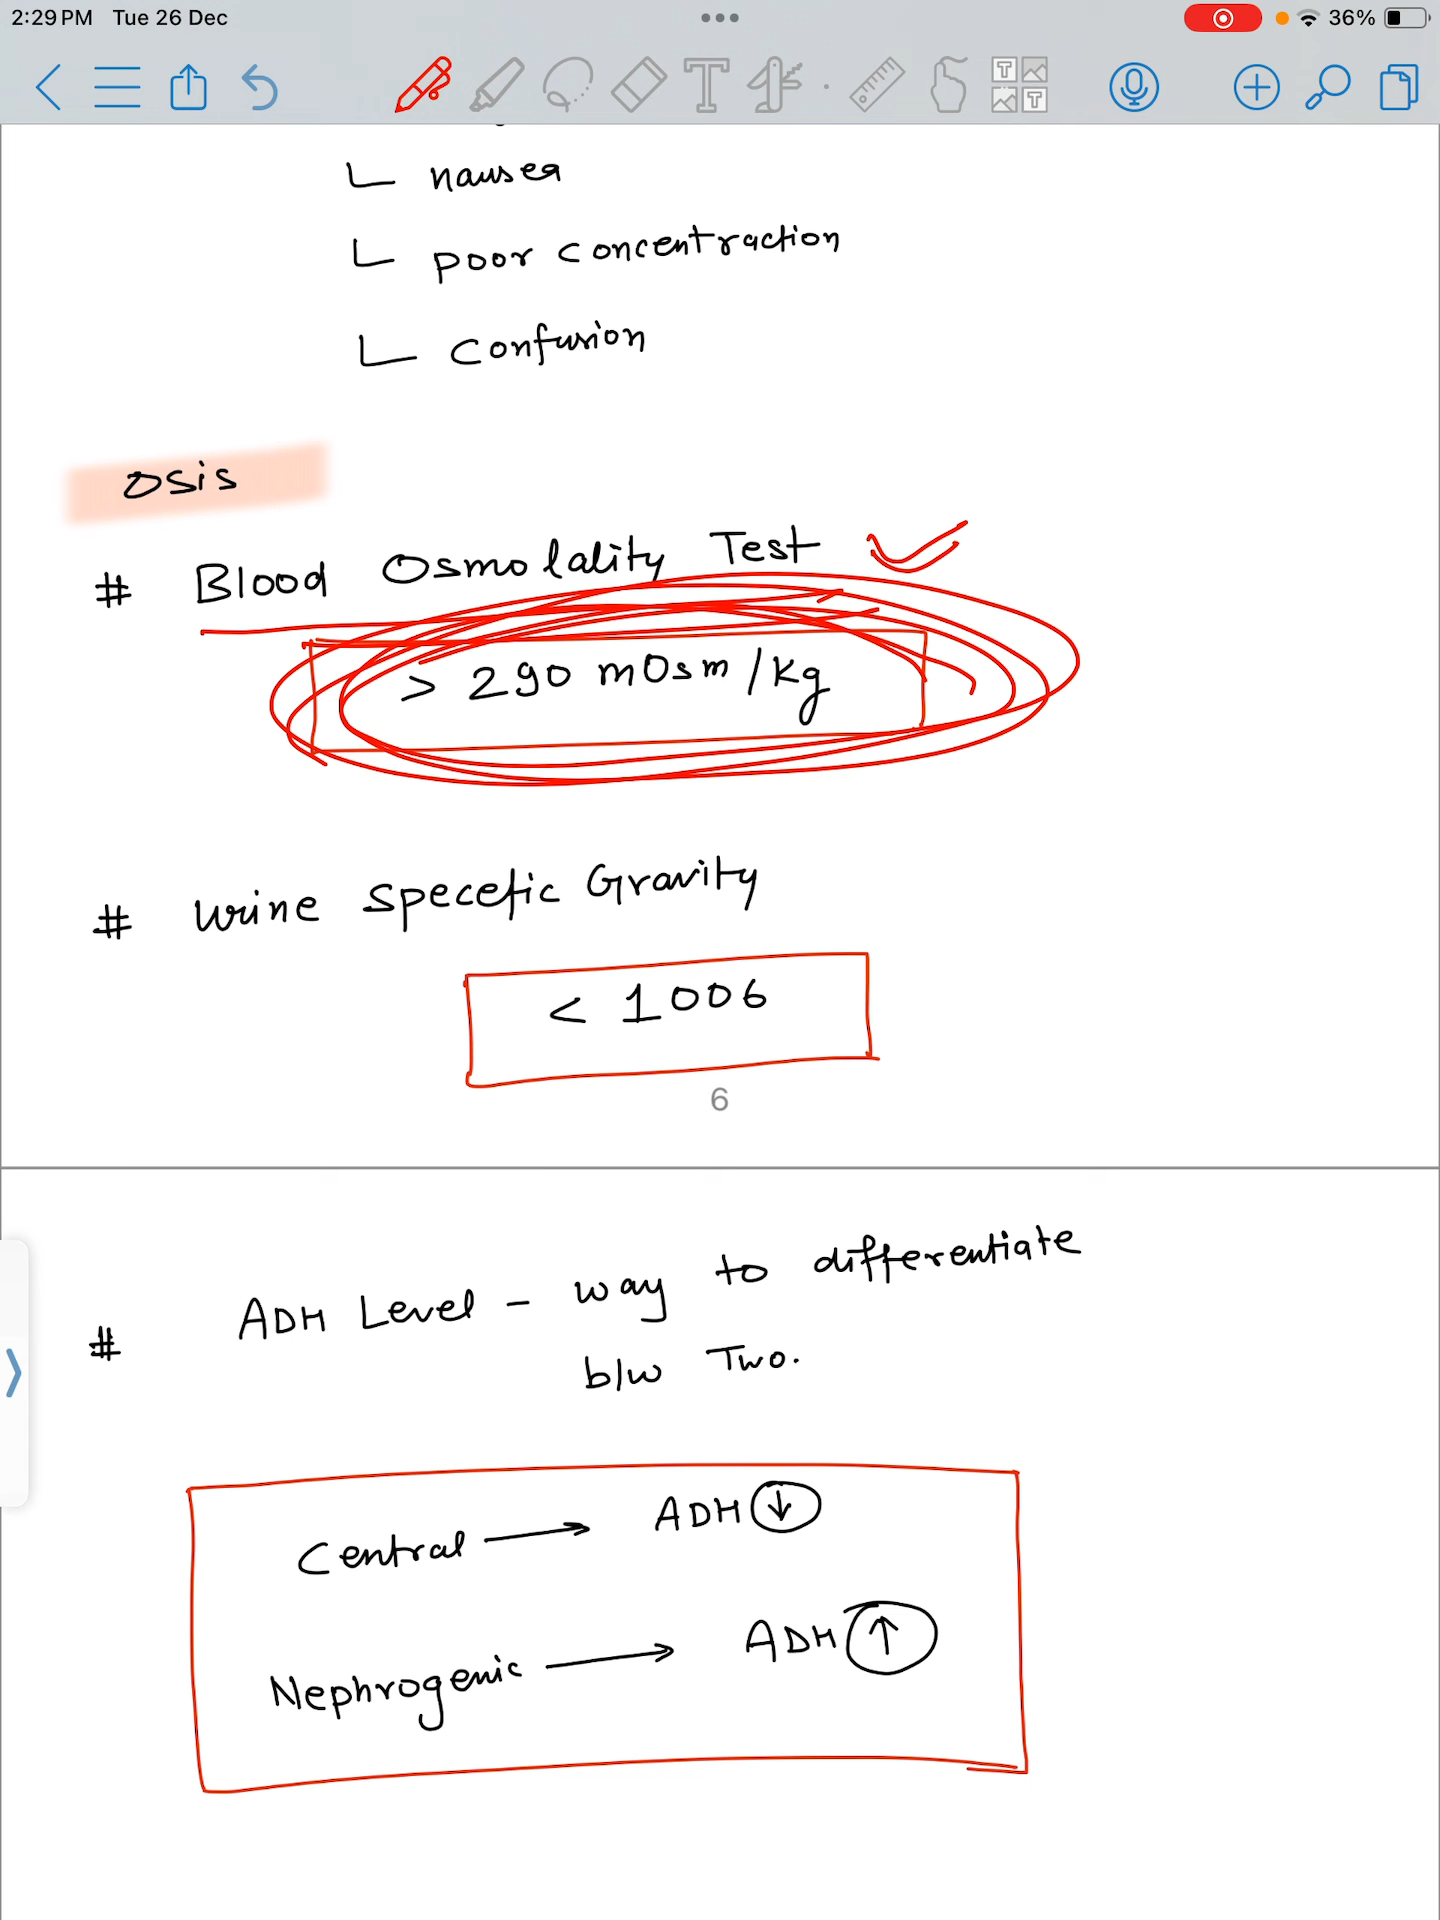 2:29 PM Tue 26 Dec
36%
nausea
poor concentraction
Confusion
osis
# Blood Osmolality Test
> 290 mOsm/kg
# urine specefic Gravity
< 1006
6
# ADH Level - way to differentiate
b/w Two.
Central → ADH ↓
Nephrogenic → ADH ↑